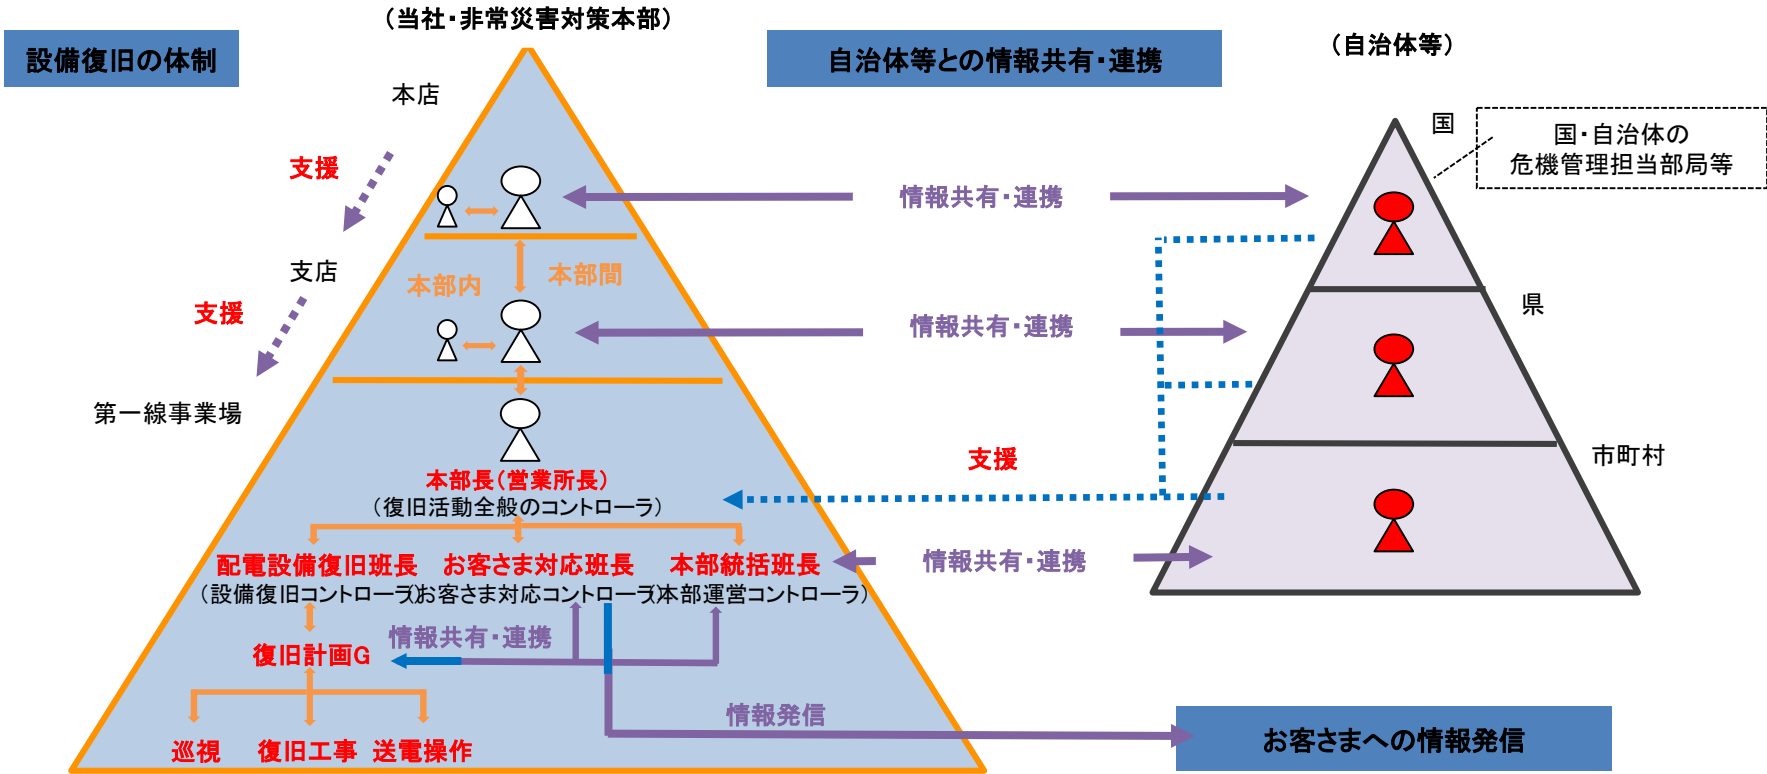 （当社・非常災害対策本部）
設備復旧の体制
自治体等との情報共有・連携
（自治体等）
本店
国
国・自治体の
危機管理担当部局等
支援
情報共有・連携
支店
本部内
本部間
県
支援
情報共有・連携
第一線事業場
市町村
支援
本部長（営業所長）
（復旧活動全般のコントローラ）
配電設備復旧班長
お客さま対応班長
本部統括班長
情報共有・連携
（設備復旧コントローラ）
（お客さま対応コントローラ）
（本部運営コントローラ）
情報共有・連携
復旧計画G
情報発信
お客さまへの情報発信
巡視
復旧工事
送電操作